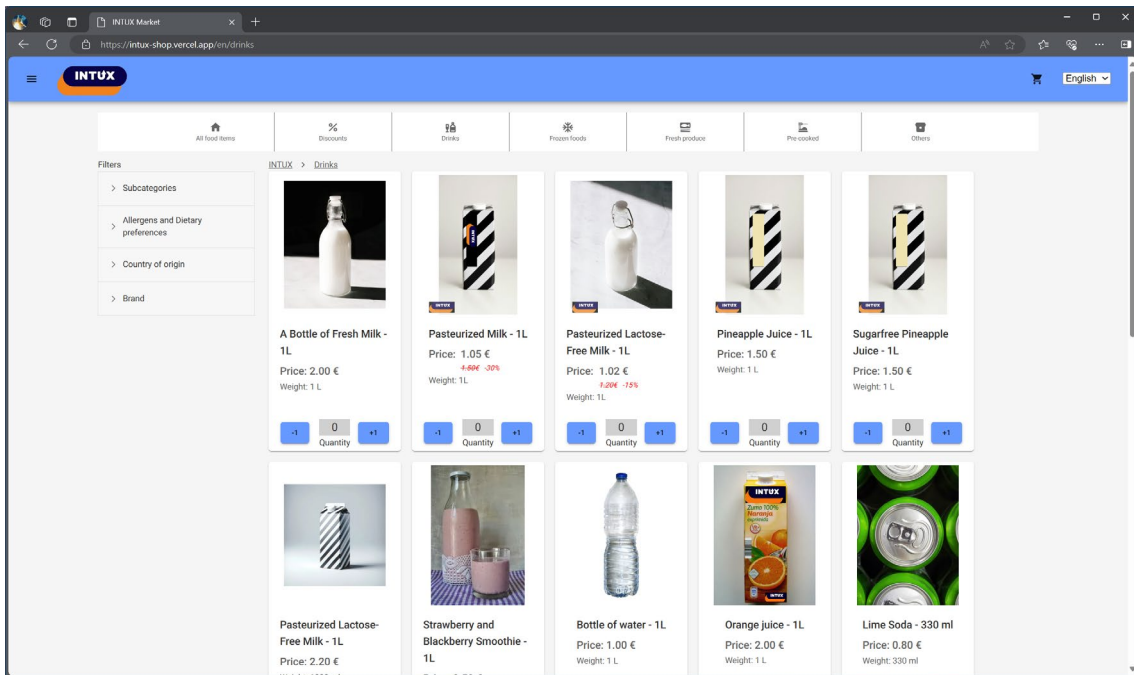 INTUX Market
https://intux-shop.vercel.app/en/drinks
INTUX
English
All food items
Discounts
Drinks
Frozen foods
Fresh produce
Pre cooked
Others
Filters
INTUX > Drinks
Subcategories
Allergens and Dietary
preferences
Country of origin
Brand
INTUX
INTUX
INTUX
INTUX
INTUX
A Bottle of Fresh Milk -
1L
Price: 2.00 €
Weight: 1 L
-1
0
+1
Quantity
Pasteurized Milk - 1L
Price: 1.05 €
1.50€ -30%
Weight: 1L
-1
0
+1
Quantity
Pasteurized Lactose-
Free Milk - 1L
Price: 1.02 €
1.20€ -15%
Weight: 1L
-1
0
+1
Quantity
Pineapple Juice - 1L
Price: 1.50 €
Weight: 1 L
-1
0
+1
Quantity
Sugarfree Pineapple
Juice - 1L
Price: 1.50 €
Weight: 1 L
-1
0
+1
Quantity
Pasteurized Lactose-
Free Milk - 1L
Price: 2.20 €
Strawberry and
Blackberry Smoothie -
1L
Bottle of water - 1L
Price: 1.00 €
Weight: 1 L
INTUX
Zumo 100%
Naranja
exprimida
INTUX
Orange juice - 1L
Price: 2.00 €
Weight: 1 L
Lime Soda - 330 ml
Price: 0.80 €
Weight: 330 ml